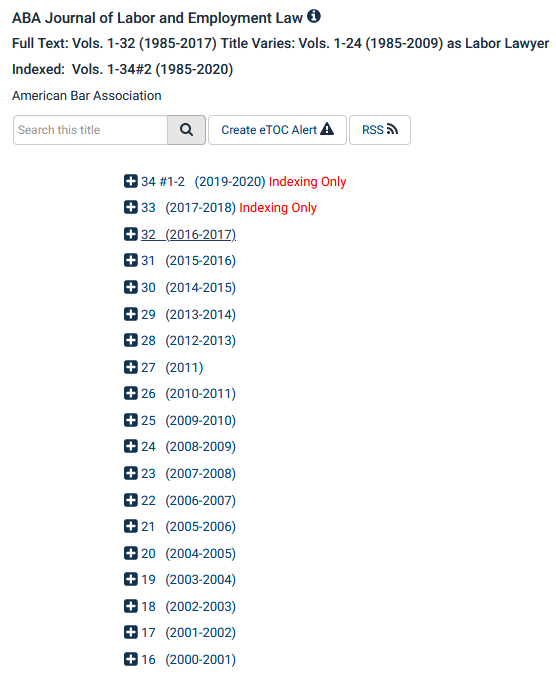 ABA Journal of Labor and Employment Law
Full Text: Vols. 1-32 (1985-2017) Title Varies: Vols. 1-24 (1985-2009) as Labor Lawyer
Indexed: Vols. 1-34#2 (1985-2020)
American Bar Association
Search this title Create eTOC Alert RSS
34 #1-2 (2019-2020) Indexing Only
33 (2017-2018) Indexing Only
32 (2016-2017)
31 (2015-2016)
30 (2014-2015)
29 (2013-2014)
28 (2012-2013)
27 (2011)
26 (2010-2011)
25 (2009-2010)
24 (2008-2009)
23 (2007-2008)
22 (2006-2007)
21 (2005-2006)
20 (2004-2005)
19 (2003-2004)
18 (2002-2003)
17 (2001-2002)
16 (2000-2001)